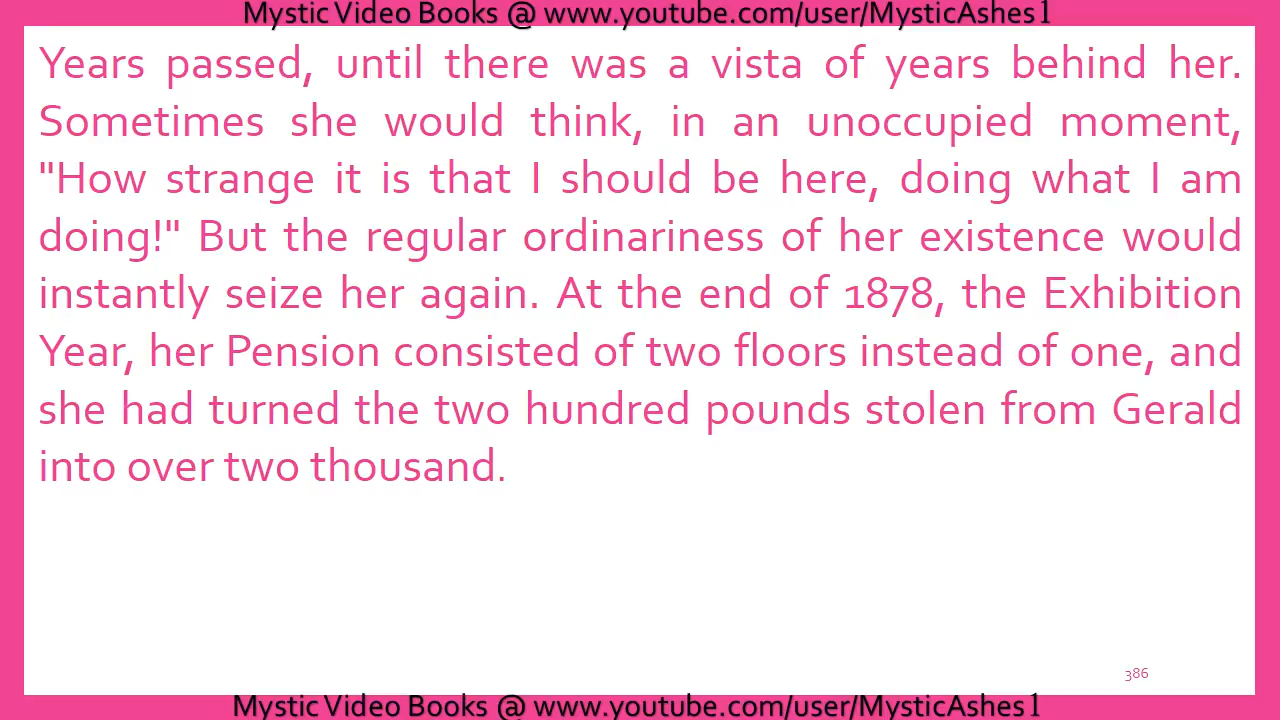 Mystic Video Books @ www.youtube.com/user/MysticAshes1
Years passed, until there was a vista of years behind her.
Sometimes she would think, in an unoccupied moment,
"How strange it is that I should be here, doing what I am
doing!" But the regular ordinariness of her existence would
instantly seize her again. At the end of 1878, the Exhibition
Year, her Pension consisted of two floors instead of one, and
she had turned the two hundred pounds stolen from Gerald
into over two thousand.
386
Mystic Video Books @ www.youtube.com/user/MysticAshes1